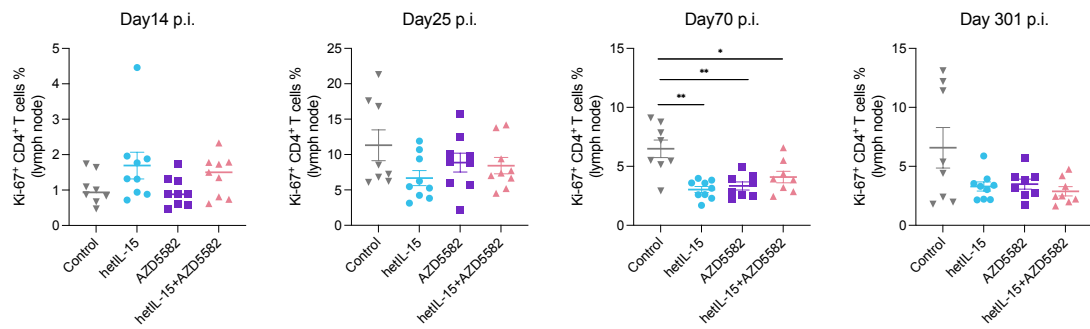 Day14 p.i.
Ki-67⁺ CD4⁺ T cells %
(lymph node)
5
4
3
2
1
0
Control
hetIL-15
AZD5582
hetIL-15+AZD5582
Day25 p.i.
Ki-67⁺ CD4⁺ T cells %
(lymph node)
25
20
15
10
5
0
Control
hetIL-15
AZD5582
hetIL-15+AZD5582
Day70 p.i.
Ki-67⁺ CD4⁺ T cells %
(lymph node)
15
10
5
0
*
**
**
Control
hetIL-15
AZD5582
hetIL-15+AZD5582
Day 301 p.i.
Ki-67⁺ CD4⁺ T cells %
(lymph node)
15
10
5
0
Control
hetIL-15
AZD5582
hetIL-15+AZD5582